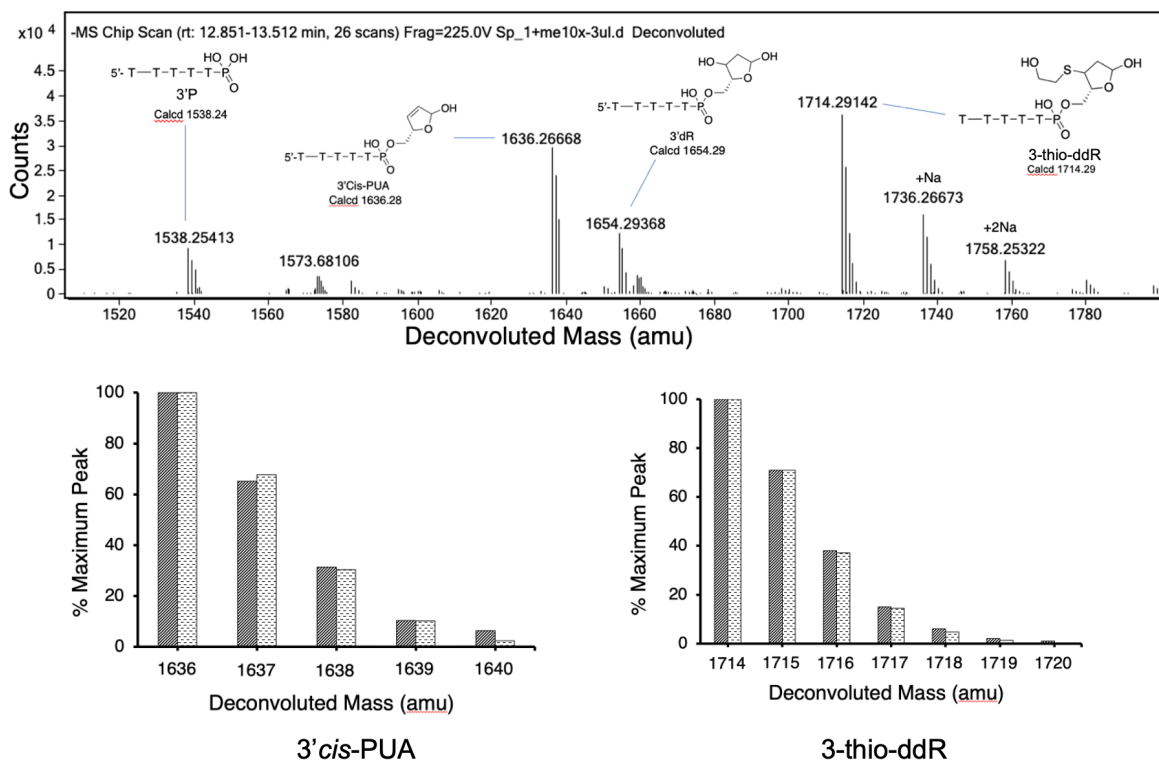 x10 4
-MS Chip Scan (rt: 12.851-13.512 min, 26 scans) Frag=225.0V Sp_1+me10x-3ul.d Deconvoluted
Counts
4.5
4
3.5
3
2.5
2
1.5
1
0.5
0
5'-T—T-T-T-T-P
HO OH
O
3'P
Calcd 1538.24
1538.25413
1573.68106
5'-T—T-T-T-T-P
HO
O
O
O
OH
3'Cis-PUA
Calcd 1636.28
1636.26668
5'-T—T-T-T-T-P
HO
O
O
HO
O
OH
3'dR
Calcd 1654.29
1654.29368
1714.29142
+Na
1736.26673
+2Na
1758.25322
T—T-T-T-T-P
HO
O
O
HO
S
O
OH
3-thio-ddR
Calcd 1714.29
1520 1540 1560 1580 1600 1620 1640 1660 1680 1700 1720 1740 1760 1780
Deconvoluted Mass (amu)
% Maximum Peak
100
80
60
40
20
0
1636 1637 1638 1639 1640
Deconvoluted Mass (amu)
3'cis-PUA
% Maximum Peak
100
80
60
40
20
0
1714 1715 1716 1717 1718 1719 1720
Deconvoluted Mass (amu)
3-thio-ddR